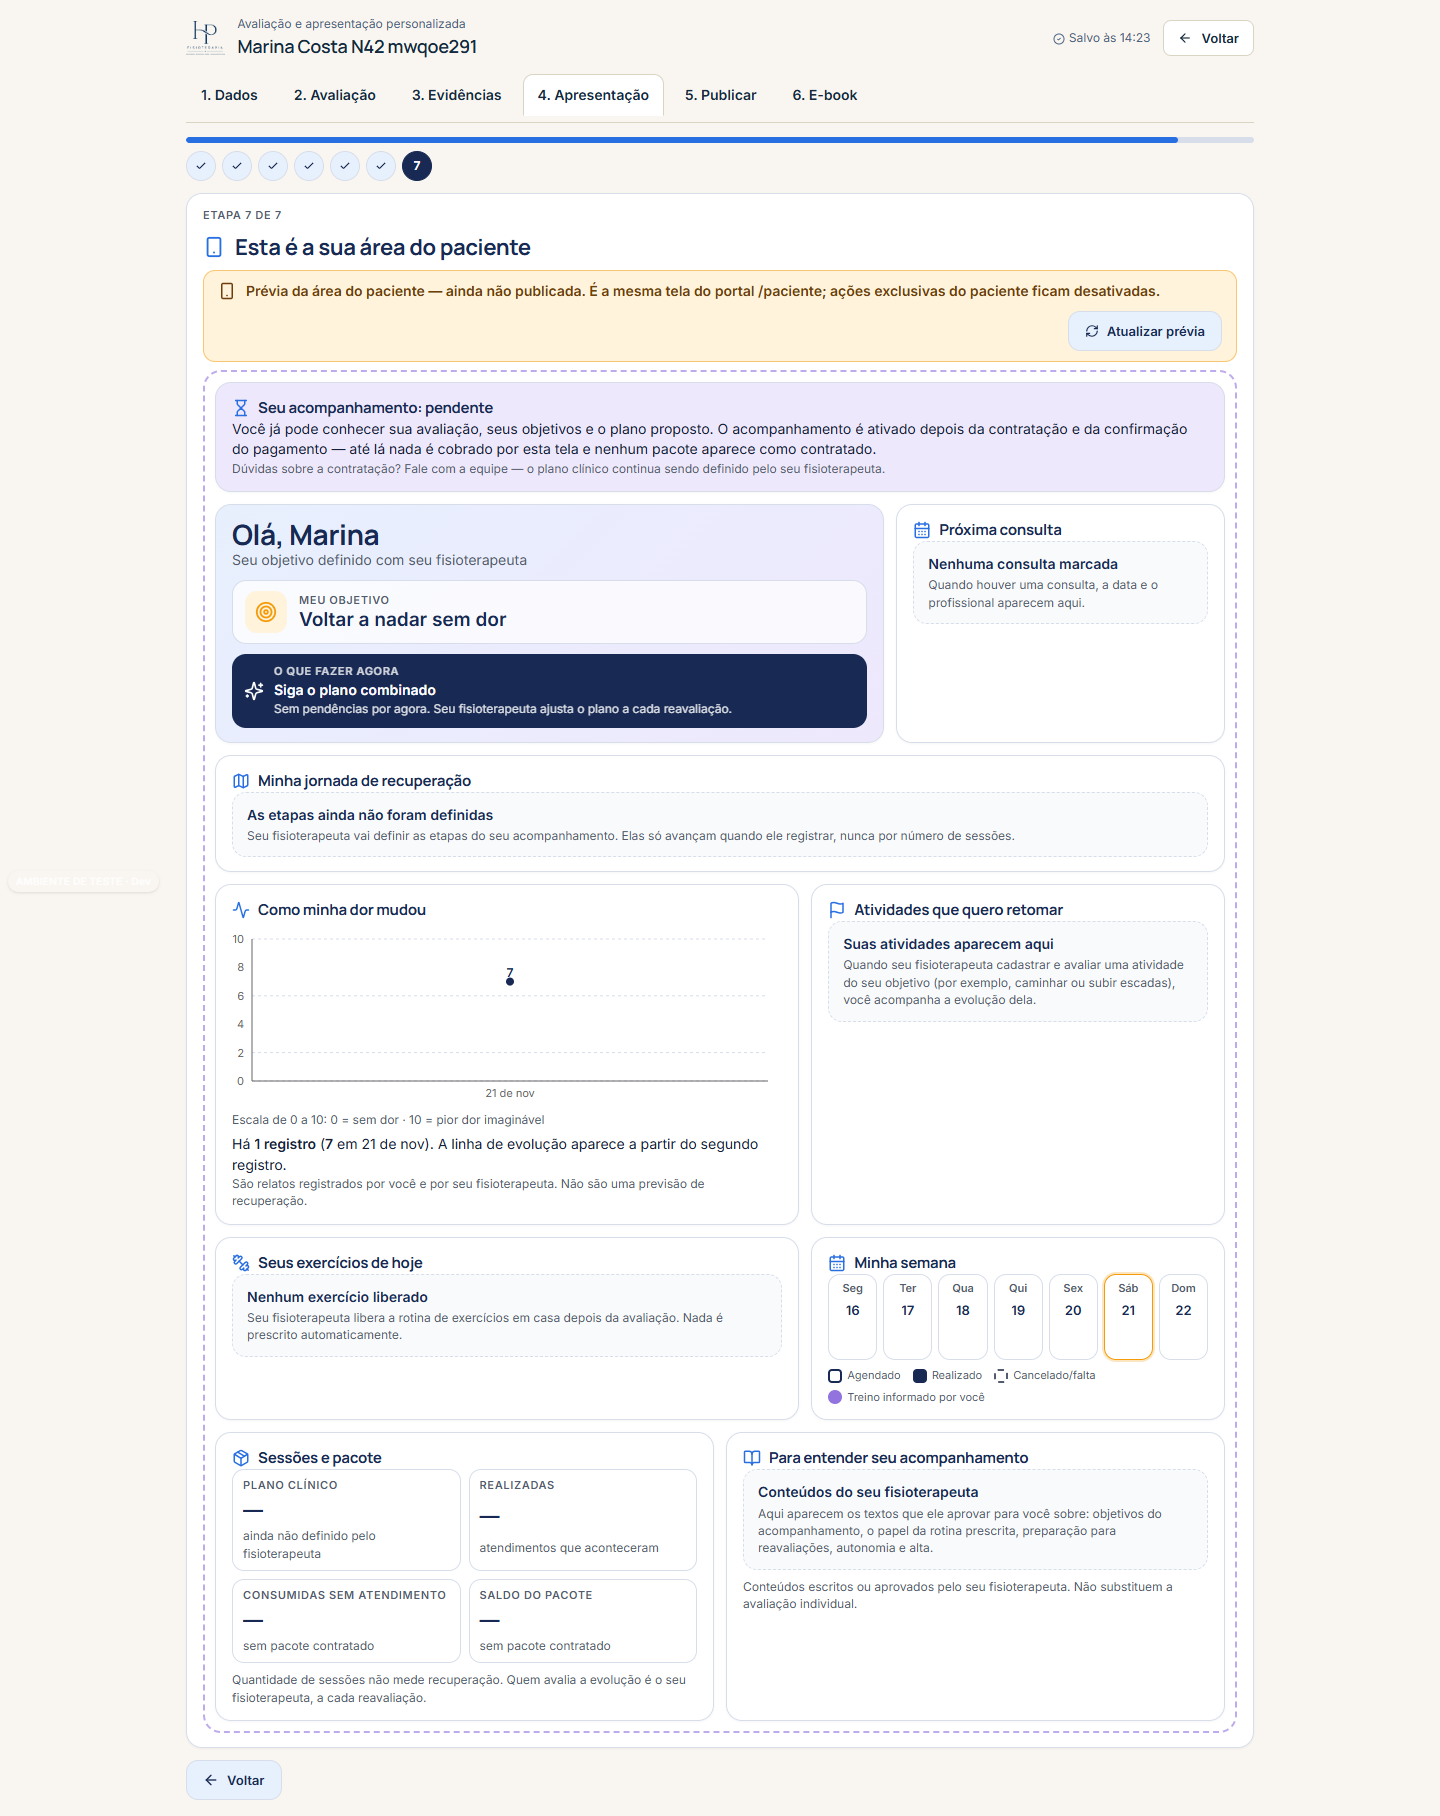 HP
FISIOTERAPIA
Avaliação e apresentação personalizada
Marina Costa N42 mwqoe291
Salvo às 14:23
Voltar
1. Dados
2. Avaliação
3. Evidências
4. Apresentação
5. Publicar
6. E-book
7
ETAPA 7 DE 7
Esta é a sua área do paciente
Prévia da área do paciente — ainda não publicada. É a mesma tela do portal /paciente; ações exclusivas do paciente ficam desativadas.
Atualizar prévia
Seu acompanhamento: pendente
Você já pode conhecer sua avaliação, seus objetivos e o plano proposto. O acompanhamento é ativado depois da contratação e da confirmação
do pagamento — até lá nada é cobrado por esta tela e nenhum pacote aparece como contratado.
Dúvidas sobre a contratação? Fale com a equipe — o plano clínico continua sendo definido pelo seu fisioterapeuta.
Olá, Marina
Seu objetivo definido com seu fisioterapeuta
MEU OBJETIVO
Voltar a nadar sem dor
O QUE FAZER AGORA
Siga o plano combinado
Sem pendências por agora. Seu fisioterapeuta ajusta o plano a cada reavaliação.
Próxima consulta
Nenhuma consulta marcada
Quando houver uma consulta, a data e o
profissional aparecem aqui.
Minha jornada de recuperação
As etapas ainda não foram definidas
Seu fisioterapeuta vai definir as etapas do seu acompanhamento. Elas só avançam quando ele registrar, nunca por número de sessões.
AMBIENTE DE TESTE · DEV
Como minha dor mudou
10
8
6
4
2
0
7
21 de nov
Escala de 0 a 10: 0 = sem dor · 10 = pior dor imaginável
Há 1 registro (7 em 21 de nov). A linha de evolução aparece a partir do segundo
registro.
São relatos registrados por você e por seu fisioterapeuta. Não são uma previsão de
recuperação.
Atividades que quero retomar
Suas atividades aparecem aqui
Quando seu fisioterapeuta cadastrar e avaliar uma atividade
do seu objetivo (por exemplo, caminhar ou subir escadas),
você acompanha a evolução dela.
Seus exercícios de hoje
Nenhum exercício liberado
Seu fisioterapeuta libera a rotina de exercícios em casa depois da avaliação. Nada é
prescrito automaticamente.
Minha semana
Seg Ter Qua Qui Sex Sáb Dom
16 17 18 19 20 21 22
Agendado
Realizado
Cancelado/falta
Treino informado por você
Sessões e pacote
PLANO CLÍNICO
—
ainda não definido pelo
fisioterapeuta
REALIZADAS
—
atendimentos que aconteceram
CONSUMIDAS SEM ATENDIMENTO
—
sem pacote contratado
SALDO DO PACOTE
—
sem pacote contratado
Quantidade de sessões não mede recuperação. Quem avalia a evolução é o seu
fisioterapeuta, a cada reavaliação.
Para entender seu acompanhamento
Conteúdos do seu fisioterapeuta
Aqui aparecem os textos que ele aprovar para você sobre: objetivos do
acompanhamento, o papel da rotina prescrita, preparação para
reavaliações, autonomia e alta.
Conteúdos escritos ou aprovados pelo seu fisioterapeuta. Não substituem a
avaliação individual.
Voltar